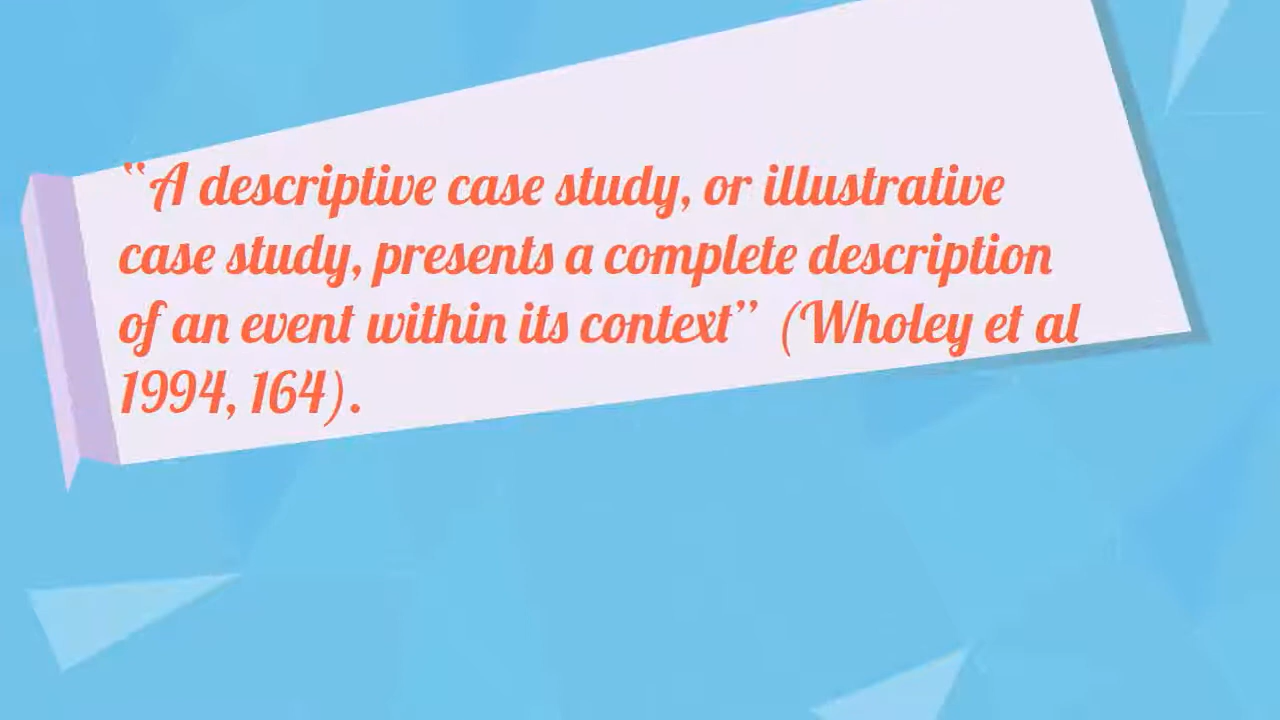 “A descriptive case study, or illustrative
case study, presents a complete description
of an event within its context” (Wholey et al
1994, 164).